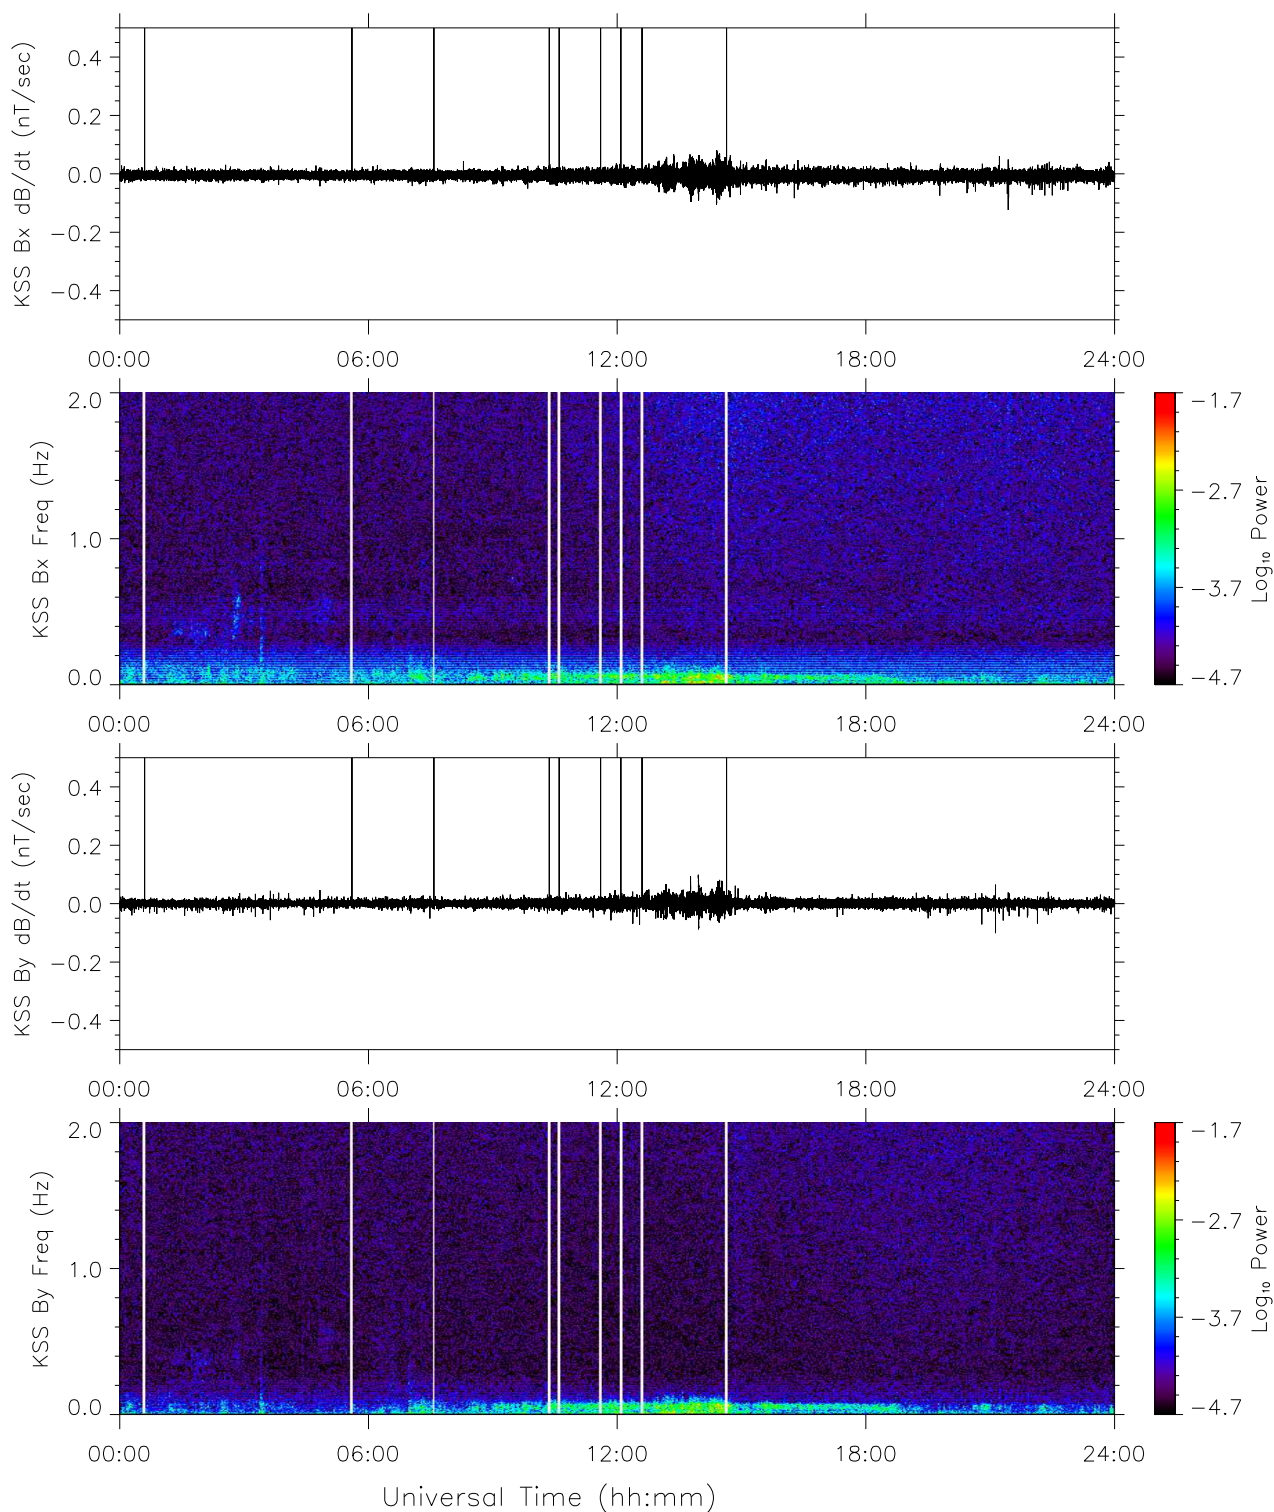 KSS Bx dB/dt (nT/sec)
0.4
0.2
0.0
−0.2
−0.4
00:00 06:00 12:00 18:00 24:00
KSS Bx Freq (Hz)
2.0
1.0
0.0
−1.7
−2.7
−3.7
−4.7
Log₁₀ Power
00:00 06:00 12:00 18:00 24:00
KSS By dB/dt (nT/sec)
0.4
0.2
0.0
−0.2
−0.4
00:00 06:00 12:00 18:00 24:00
KSS By Freq (Hz)
2.0
1.0
0.0
−1.7
−2.7
−3.7
−4.7
Log₁₀ Power
00:00 06:00 12:00 18:00 24:00
Universal Time (hh:mm)